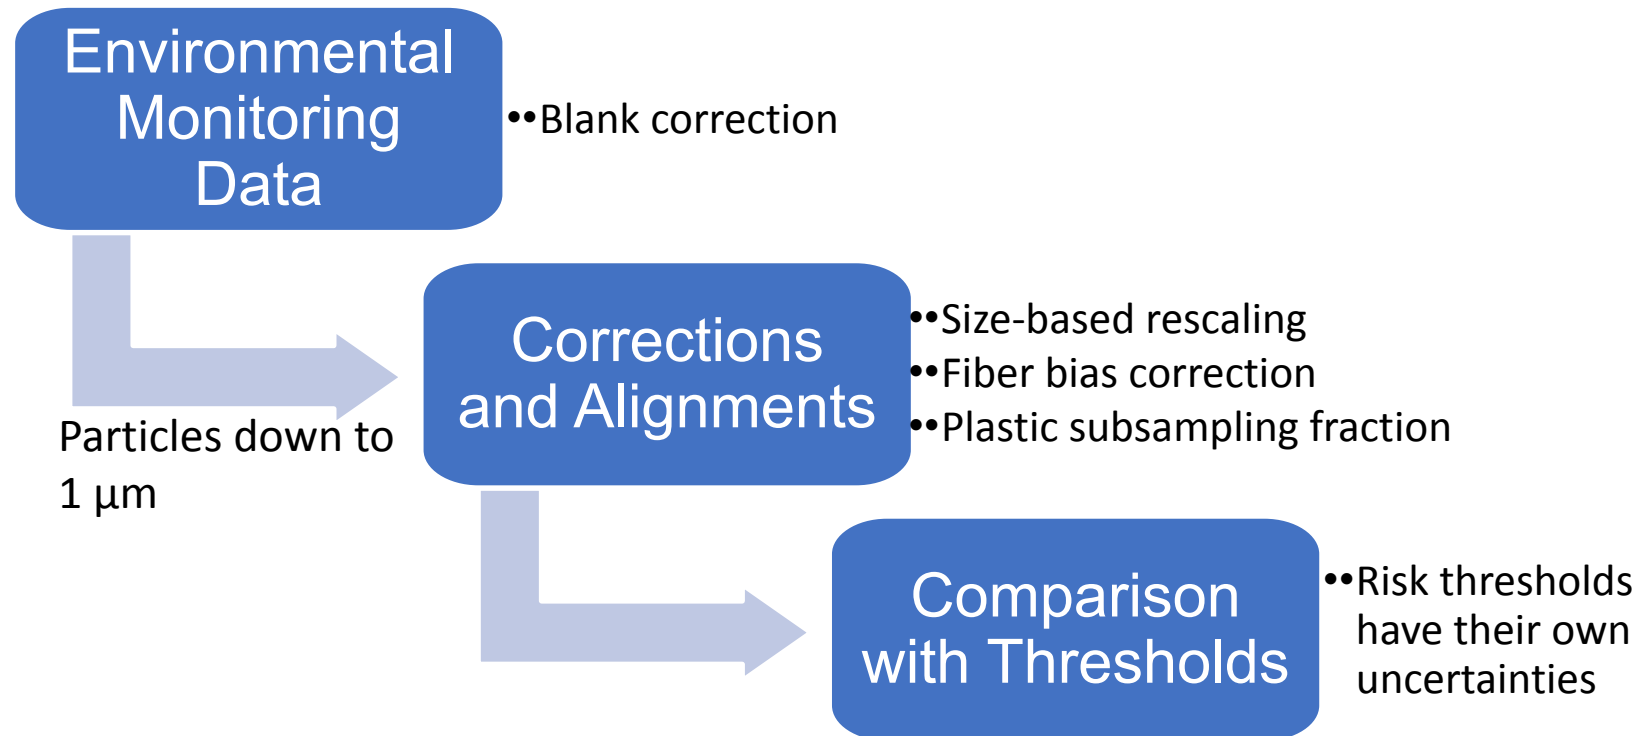 Environmental
Monitoring
Data
••Blank correction
Particles down to
1 µm
Corrections
and Alignments
••Size-based rescaling
••Fiber bias correction
••Plastic subsampling fraction
Comparison
with Thresholds
••Risk thresholds
have their own
uncertainties